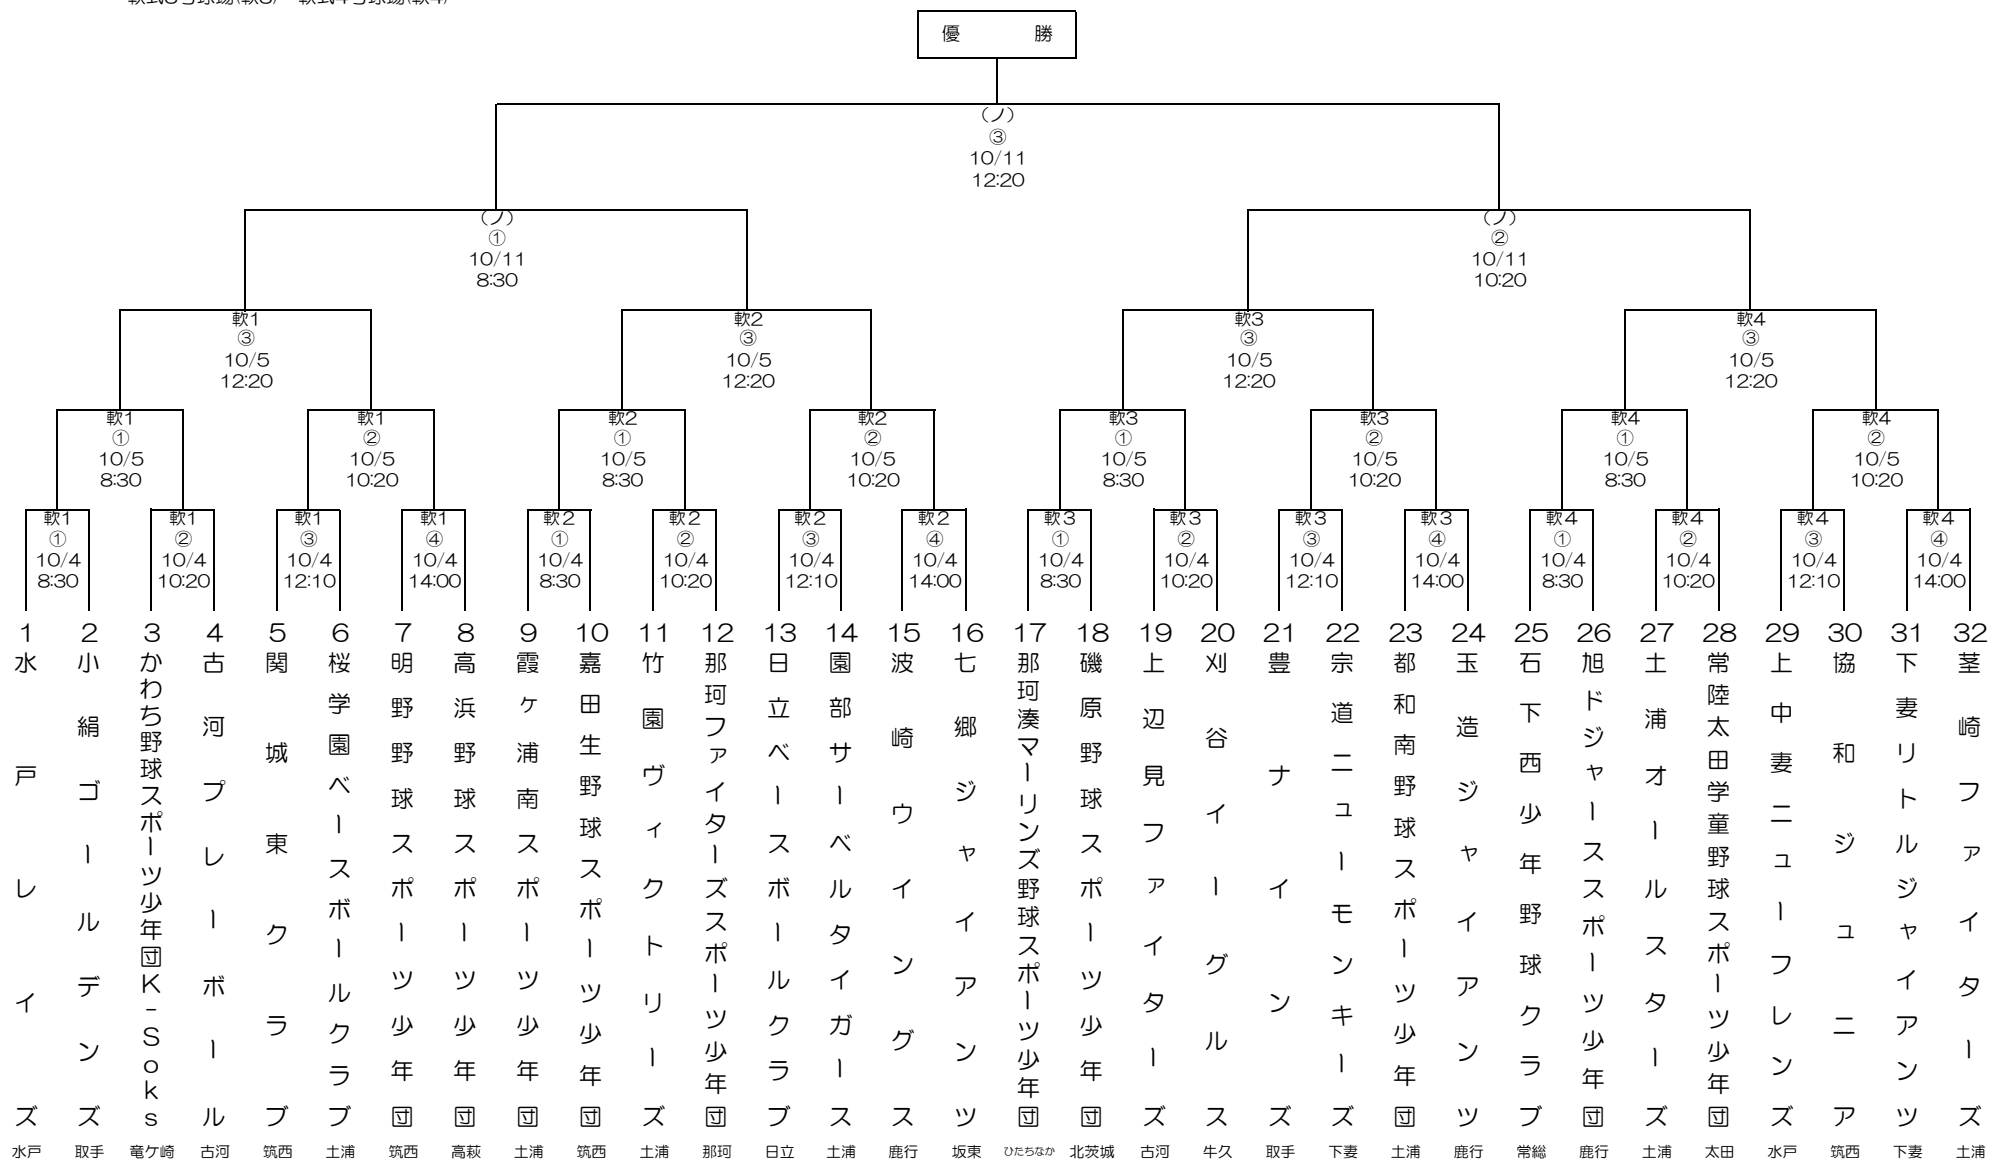 優　勝
(ノ)
③
10/11
12:20
(ノ)
①
10/11
8:30
(ノ)
②
10/11
10:20
軟1
③
10/5
12:20
軟2
③
10/5
12:20
軟3
③
10/5
12:20
軟4
③
10/5
12:20
軟1
①
10/5
8:30
軟1
②
10/5
10:20
軟2
①
10/5
8:30
軟2
②
10/5
10:20
軟3
①
10/5
8:30
軟3
②
10/5
10:20
軟4
①
10/5
8:30
軟4
②
10/5
10:20
軟1
①
10/4
8:30
軟1
②
10/4
10:20
軟1
③
10/4
12:10
軟1
④
10/4
14:00
軟2
①
10/4
8:30
軟2
②
10/4
10:20
軟2
③
10/4
12:10
軟2
④
10/4
14:00
軟3
①
10/4
8:30
軟3
②
10/4
10:20
軟3
③
10/4
12:10
軟3
④
10/4
14:00
軟4
①
10/4
8:30
軟4
②
10/4
10:20
軟4
③
10/4
12:10
軟4
④
10/4
14:00
1
水戸レイズ
水戸
2
小絹ゴールデンズ
取手
3
かわち野球スポーツ少年団K-Soks
竜ケ崎
4
古河プレーボール
古河
5
関城東クラブ
筑西
6
桜学園ベースボールクラブ
土浦
7
明野野球スポーツ少年団
筑西
8
高浜野球スポーツ少年団
高萩
9
霞ヶ浦南スポーツ少年団
土浦
10
嘉田生野球スポーツ少年団
筑西
11
竹園ヴィクトリーズ
土浦
12
那珂ファイターズスポーツ少年団
那珂
13
日立ベースボールクラブ
日立
14
園部サーベルタイガース
土浦
15
波崎ウイングス
鹿行
16
七郷ジャイアンツ
坂東
17
那珂湊マーリンズ野球スポーツ少年団
ひたちなか
18
磯原野球スポーツ少年団
北茨城
19
上辺見ファイターズ
古河
20
刈谷イーグルス
牛久
21
豊ナインズ
取手
22
宗道ニューモンキーズ
下妻
23
都和南野球スポーツ少年団
土浦
24
玉造ジャイアンツ
鹿行
25
石下西少年野球クラブ
常総
26
旭ドジャーススポーツ少年団
鹿行
27
土浦オールスターズ
土浦
28
常陸太田学童野球スポーツ少年団
太田
29
上中妻ニューフレンズ
水戸
30
協和ジュニア
筑西
31
下妻リトルジャイアンツ
下妻
32
茎崎ファイターズ
土浦